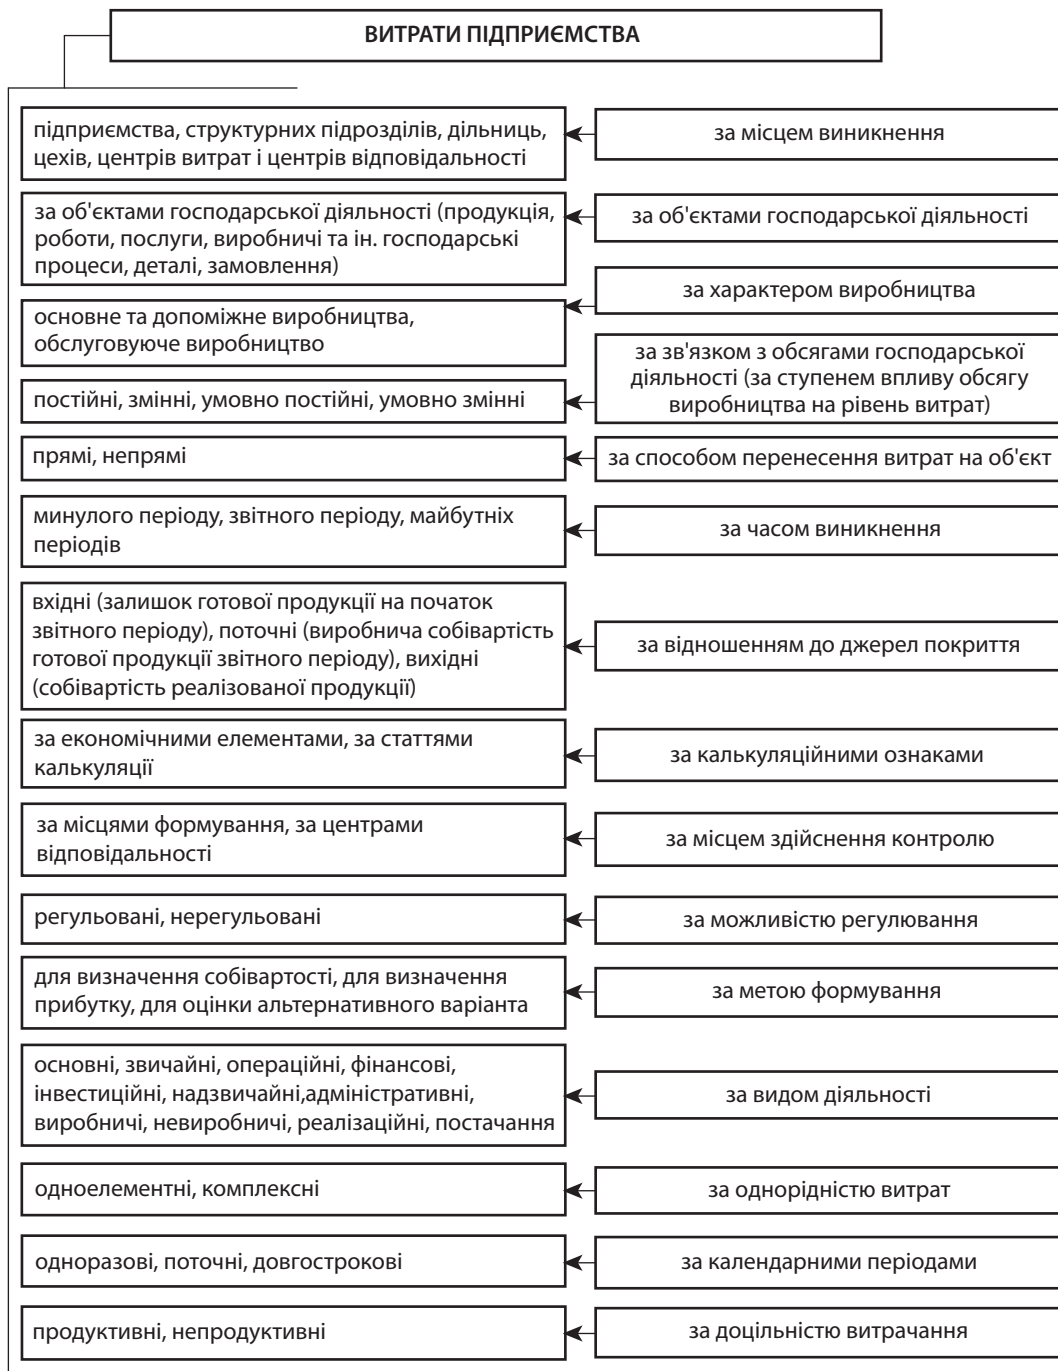 ВИТРАТИ ПІДПРИЄМСТВА
підприємства, структурних підрозділів, дільниць,
цехів, центрів витрат і центрів відповідальності
за місцем виникнення
за об'єктами господарської діяльності (продукція,
роботи, послуги, виробничі та ін. господарські
процеси, деталі, замовлення)
за об'єктами господарської діяльності
основне та допоміжне виробництва,
обслуговуюче виробництво
за характером виробництва
постійні, змінні, умовно постійні, умовно змінні
за зв'язком з обсягами господарської
діяльності (за ступенем впливу обсягу
виробництва на рівень витрат)
прямі, непрямі
за способом перенесення витрат на об'єкт
минулого періоду, звітного періоду, майбутніх
періодів
за часом виникнення
вхідні (залишок готової продукції на початок
звітного періоду), поточні (виробнича собівартість
готової продукції звітного періоду), вихідні
(собівартість реалізованої продукції)
за відношенням до джерел покриття
за економічними елементами, за статтями
калькуляції
за калькуляційними ознаками
за місцями формування, за центрами
відповідальності
за місцем здійснення контролю
регульовані, нерегульовані
за можливістю регулювання
для визначення собівартості, для визначення
прибутку, для оцінки альтернативного варіанта
за метою формування
основні, звичайні, операційні, фінансові,
інвестиційні, надзвичайні,адміністративні,
виробничі, невиробничі, реалізаційні, постачання
за видом діяльності
одноелементні, комплексні
за однорідністю витрат
одноразові, поточні, довгострокові
за календарними періодами
продуктивні, непродуктивні
за доцільністю витрачання